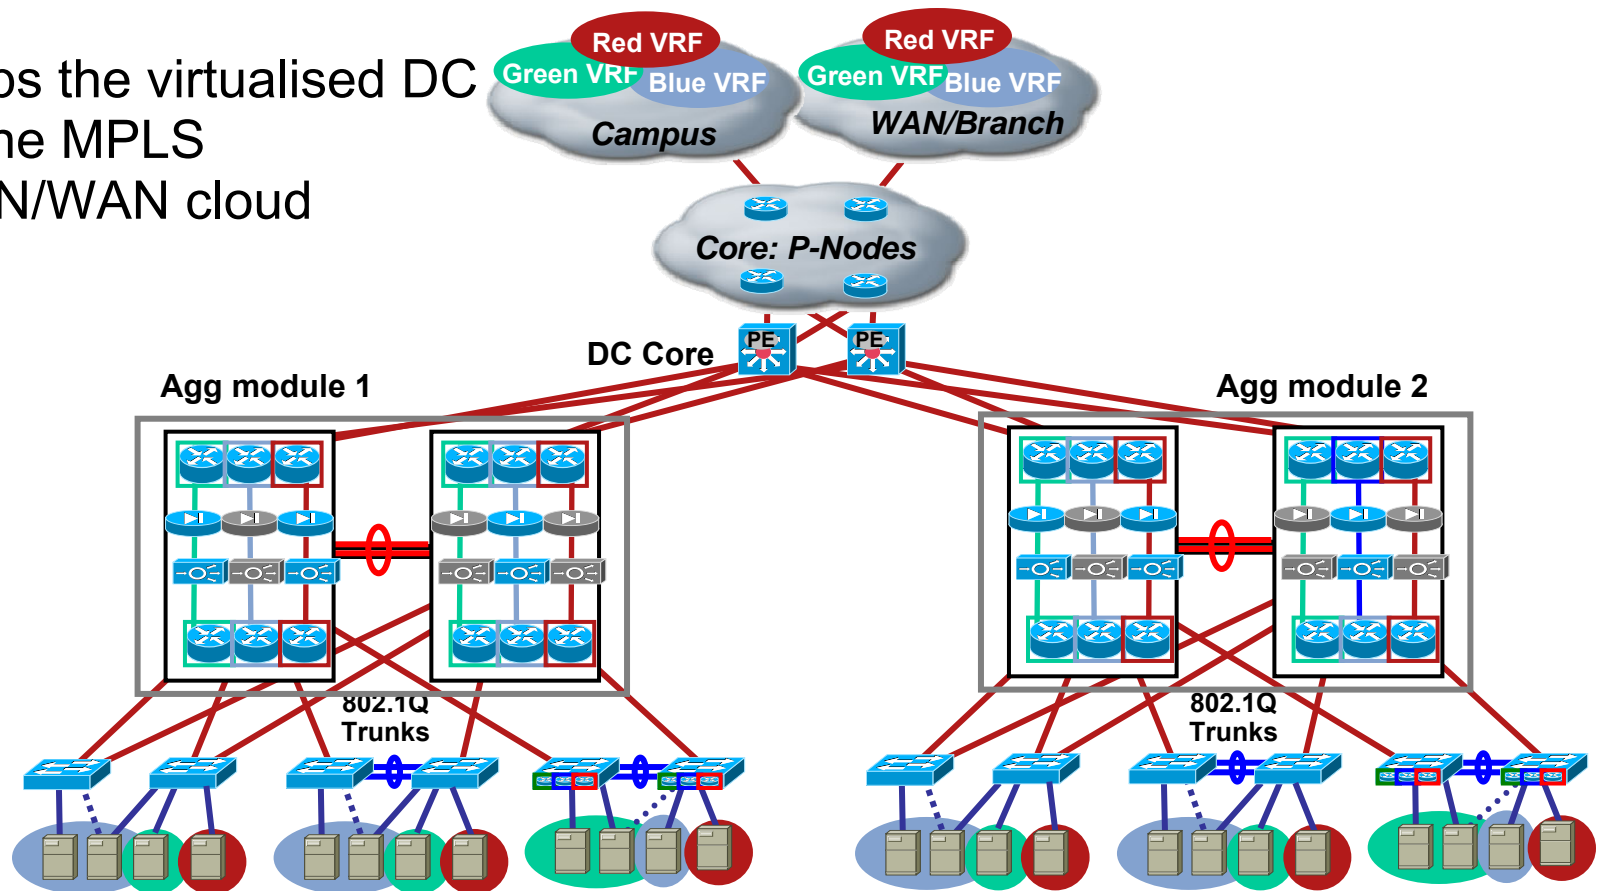 ps the virtualised DC
ne MPLS
N/WAN cloud
Red VRF
Green VRF
Blue VRF
Campus
Red VRF
Green VRF
Blue VRF
WAN/Branch
Core: P-Nodes
DC Core
PE
PE
Agg module 1
Agg module 2
802.1Q
Trunks
802.1Q
Trunks